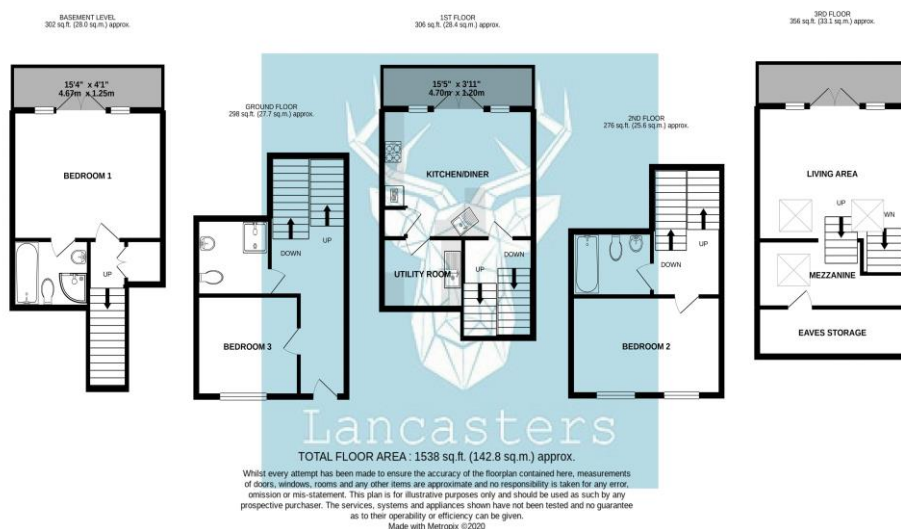 BASEMENT LEVEL
302 sq.ft. (28.0 sq.m.) approx.
15'4" x 4'1"
4.67m x 1.25m
BEDROOM 1
UP
GROUND FLOOR
298 sq.ft. (27.7 sq.m.) approx.
UP
DOWN
BEDROOM 3
1ST FLOOR
306 sq.ft. (28.4 sq.m.) approx.
15'5" x 3'11"
4.70m x 1.20m
KITCHEN/DINER
DOWN
UTILITY ROOM
UP
2ND FLOOR
276 sq.ft. (25.6 sq.m.) approx.
UP
DOWN
BEDROOM 2
3RD FLOOR
356 sq.ft. (33.1 sq.m.) approx.
LIVING AREA
UP
WN
MEZZANINE
EAVES STORAGE
Lancasters
TOTAL FLOOR AREA : 1538 sq.ft. (142.8 sq.m.) approx.
Whilst every attempt has been made to ensure the accuracy of the floorplan contained here, measurements
of doors, windows, rooms and any other items are approximate and no responsibility is taken for any error,
omission or mis-statement. This plan is for illustrative purposes only and should be used as such by any
prospective purchaser. The services, systems and appliances shown have not been tested and no guarantee
as to their operability or efficiency can be given.
Made with Metropix ©2020